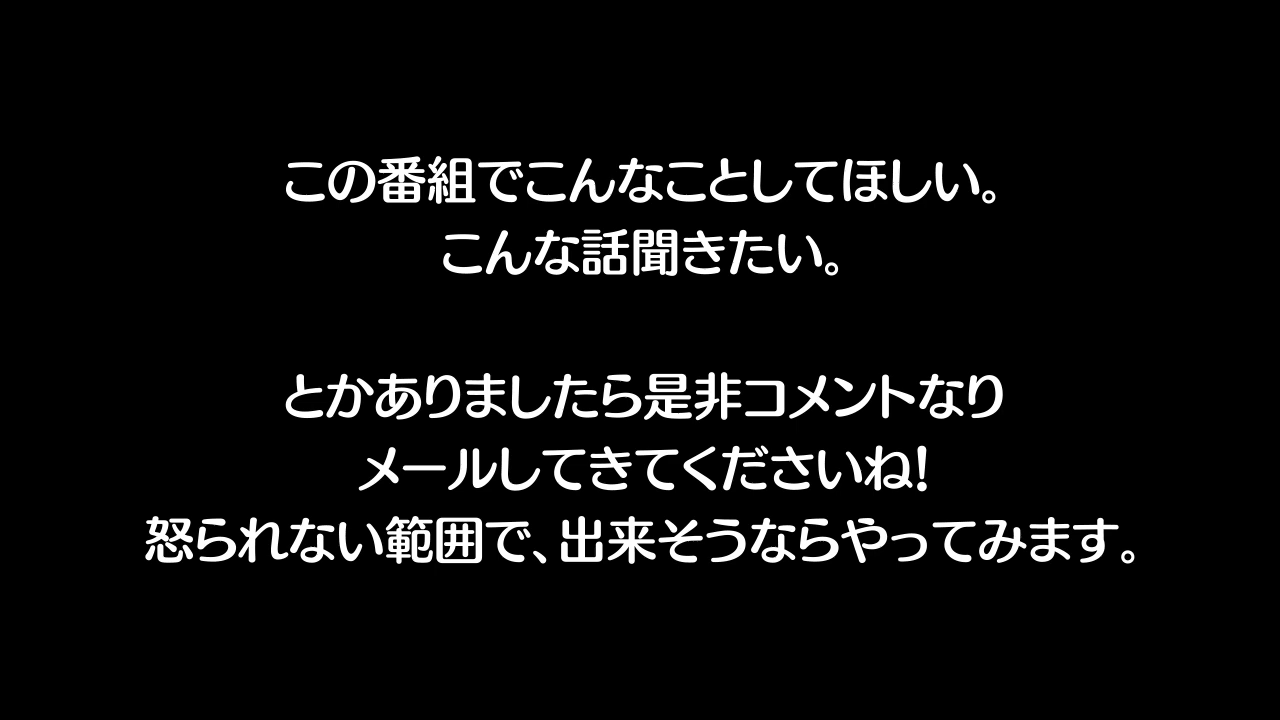 この番組でこんなことしてほしい。
こんな話聞きたい。
とかありましたら是非コメントなり
メールしてきてくださいね!
怒られない範囲で、出来そうならやってみます。